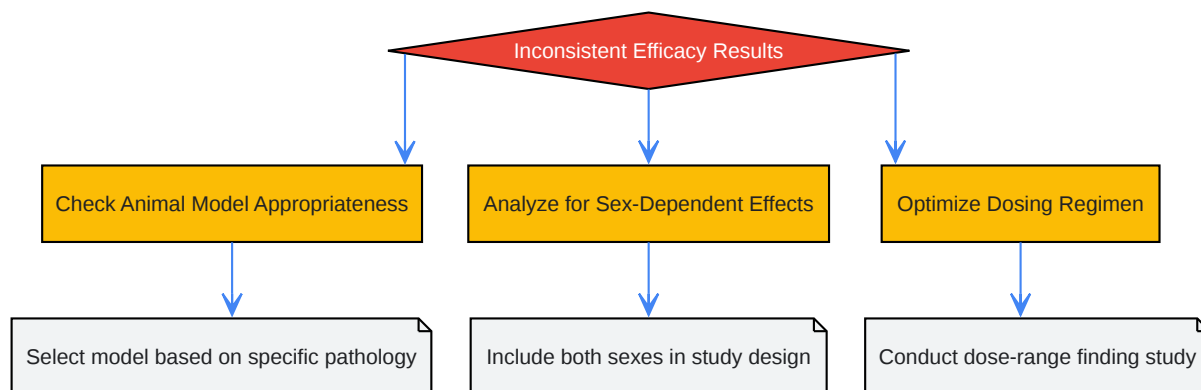 Inconsistent Efficacy Results
Check Animal Model Appropriateness
Analyze for Sex-Dependent Effects
Optimize Dosing Regimen
Select model based on specific pathology
Include both sexes in study design
Conduct dose-range finding study